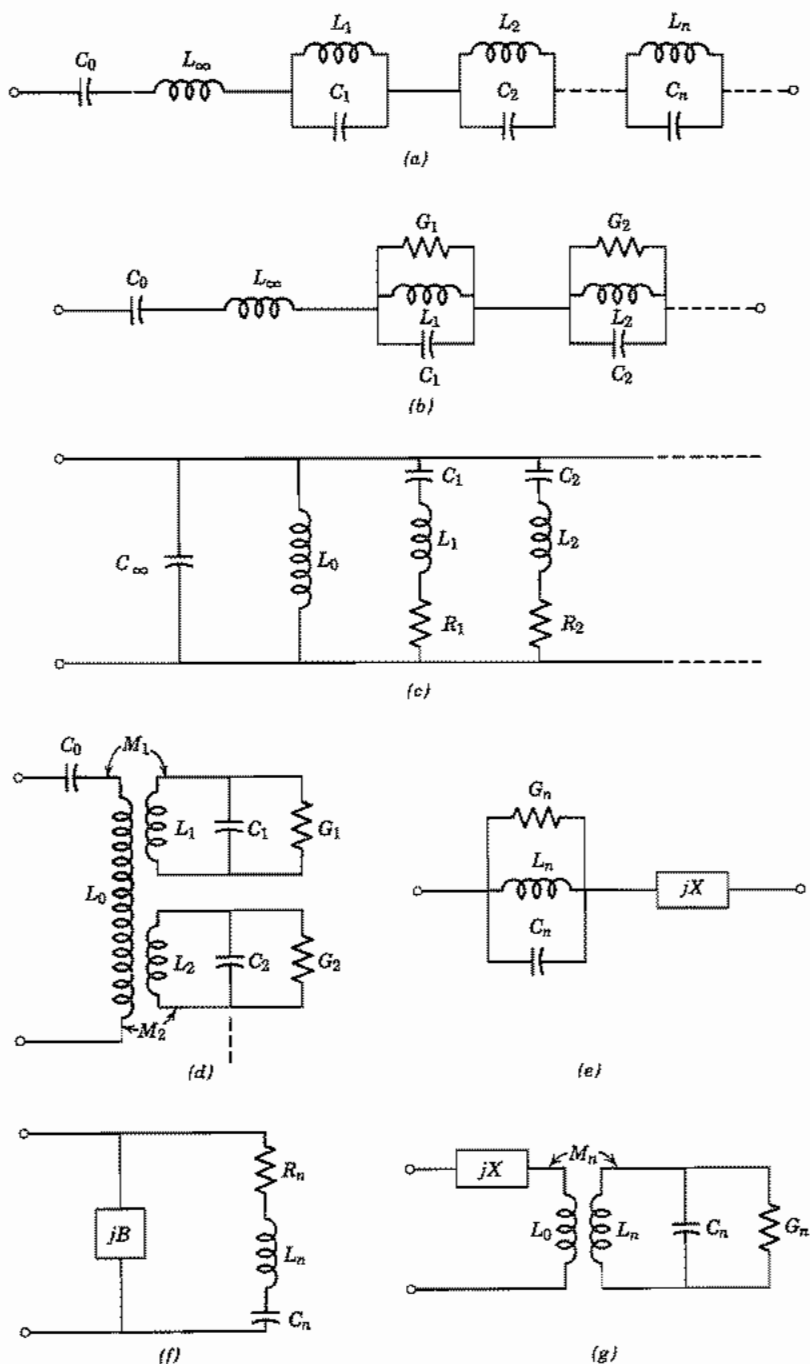 L₁ L₂ Lₙ
C₀ L∞
C₁ C₂ Cₙ
(a)
G₁ G₂
C₀ L∞
L₁ L₂
C₁ C₂
(b)
C₁ C₂
C∞ L₀ L₁ L₂
R₁ R₂
(c)
C₀ M₁
L₁ C₁ G₁
L₀
L₂ C₂ G₂
M₂
(d)
Gₙ
Lₙ
jX
Cₙ
(e)
Rₙ
jB
Lₙ
Cₙ
(f)
jX Mₙ
L₀ Lₙ Cₙ Gₙ
(g)